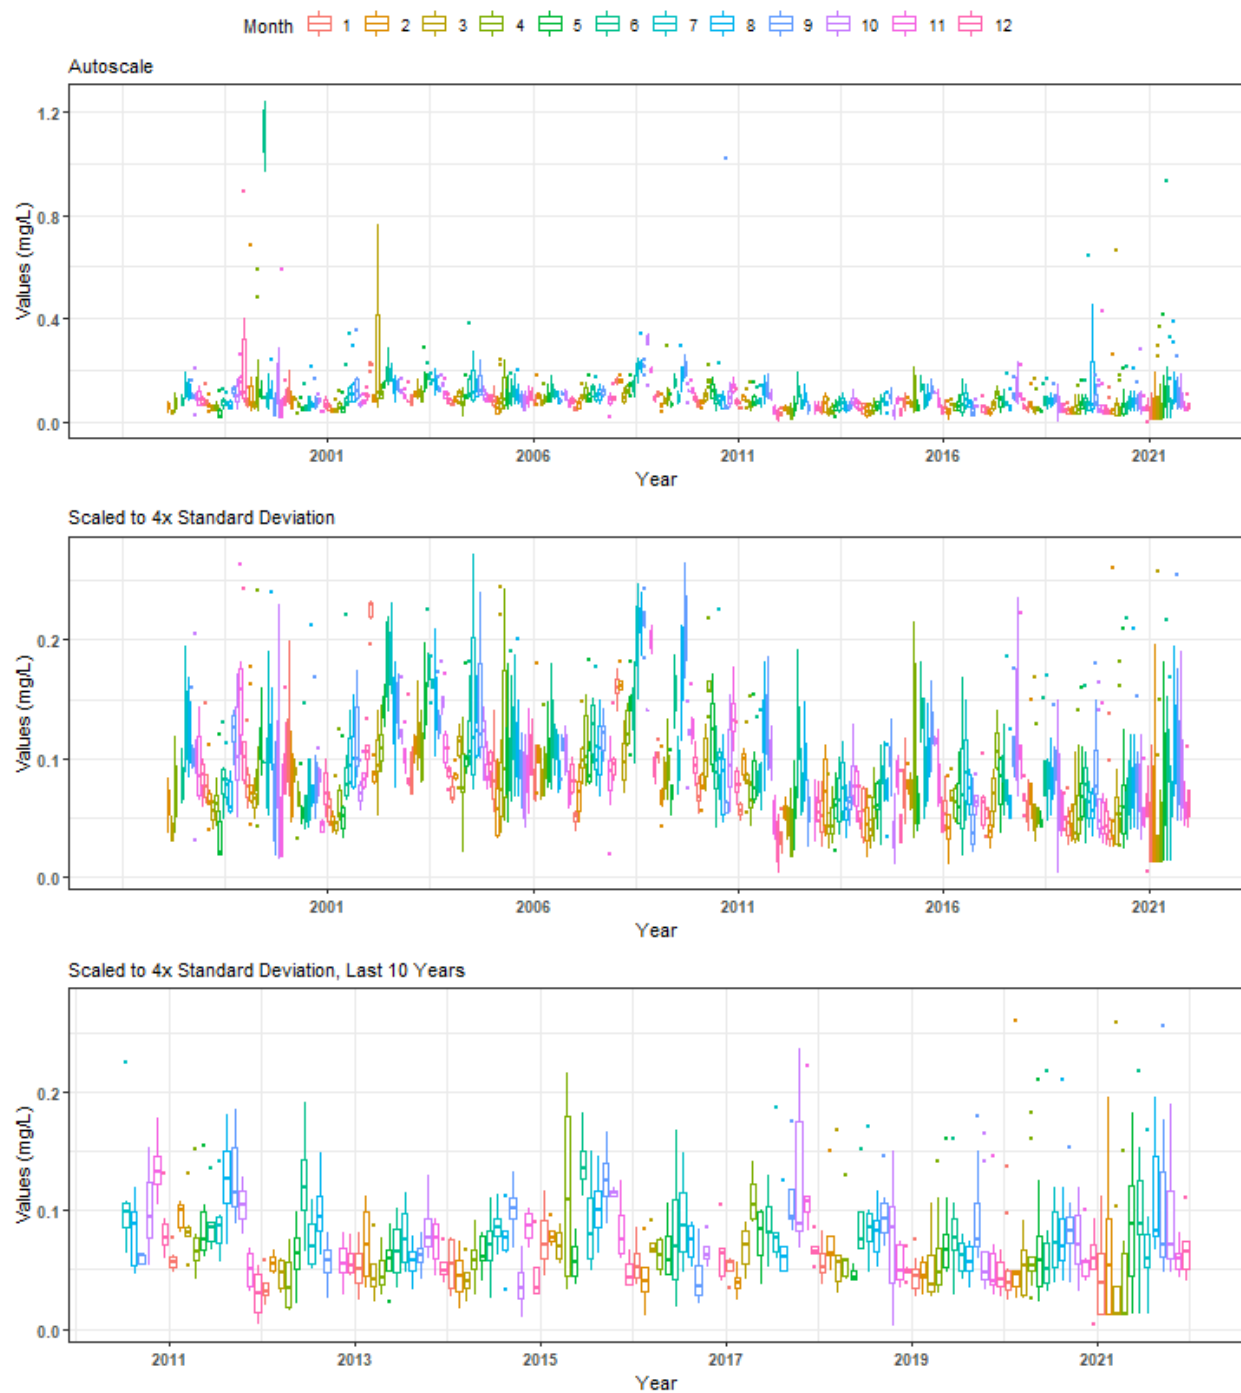 Month 1 2 3 4 5 6 7 8 9 10 11 12
Autoscale
1.2
0.8
0.4
0.0
Values (mg/L)
2001 2006 2011 2016 2021
Year
Scaled to 4x Standard Deviation
0.2
0.1
0.0
Values (mg/L)
2001 2006 2011 2016 2021
Year
Scaled to 4x Standard Deviation, Last 10 Years
0.2
0.1
0.0
Values (mg/L)
2011 2013 2015 2017 2019 2021
Year